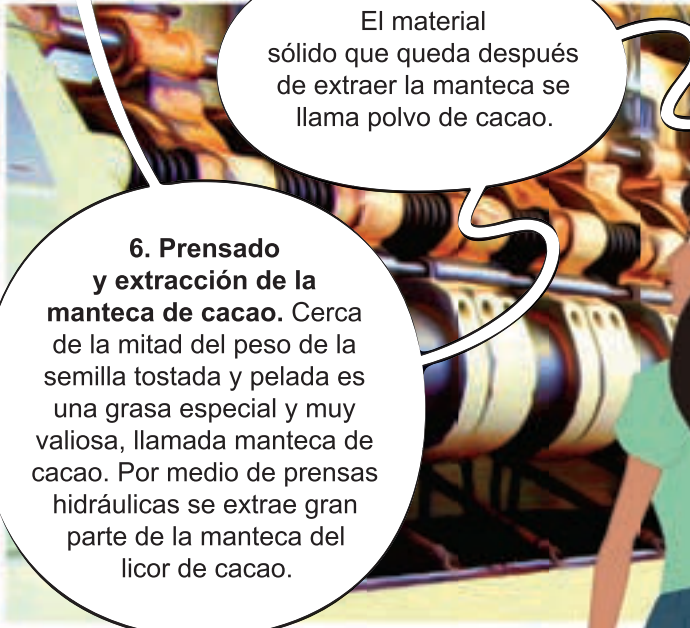 El material
sólido que queda después
de extraer la manteca se
llama polvo de cacao.
6. Prensado
y extracción de la
manteca de cacao. Cerca
de la mitad del peso de la
semilla tostada y pelada es
una grasa especial y muy
valiosa, llamada manteca de
cacao. Por medio de prensas
hidráulicas se extrae gran
parte de la manteca del
licor de cacao.